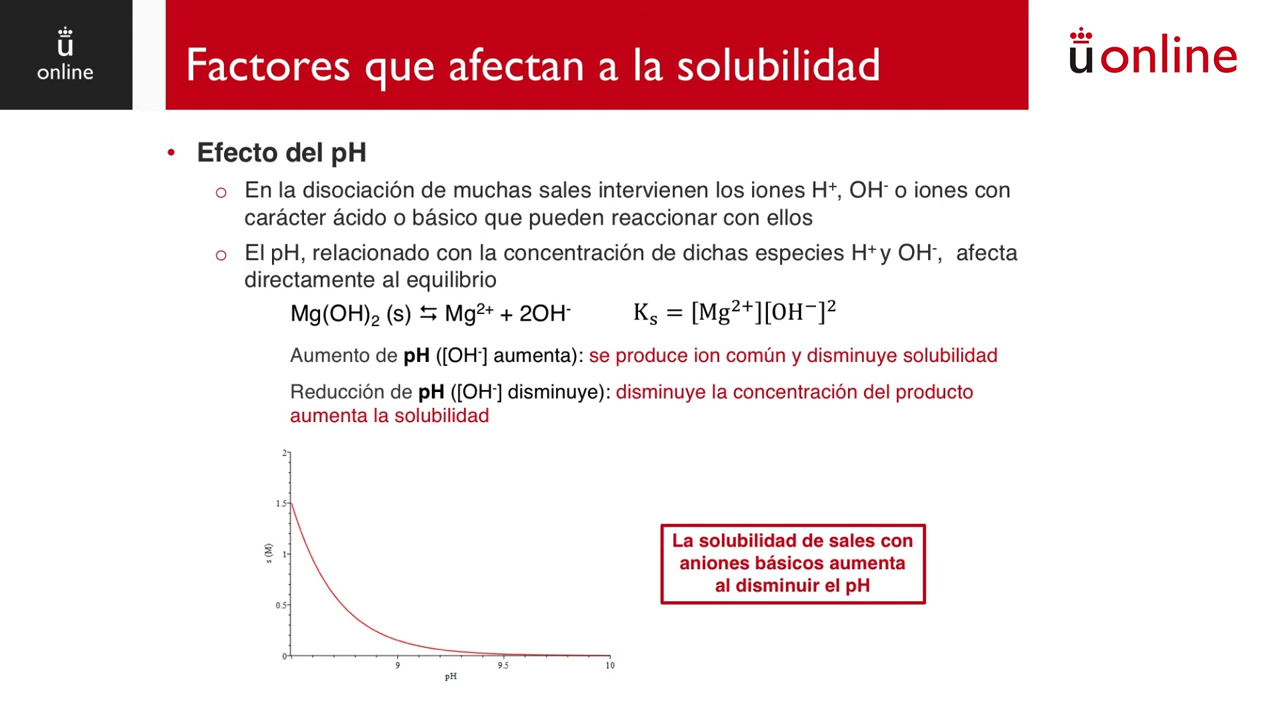 u
online
Factores que afectan a la solubilidad
u online
• Efecto del pH
o En la disociación de muchas sales intervienen los iones H⁺, OH⁻ o iones con
carácter ácido o básico que pueden reaccionar con ellos
o El pH, relacionado con la concentración de dichas especies H⁺ y OH⁻, afecta
directamente al equilibrio
Mg(OH)₂ (s) ⇆ Mg²⁺ + 2OH⁻ Kₛ = [Mg²⁺][OH⁻]²
Aumento de pH ([OH⁻] aumenta): se produce ion común y disminuye solubilidad
Reducción de pH ([OH⁻] disminuye): disminuye la concentración del producto
aumenta la solubilidad
2
1.5
1
0.5
0
s (M)
9
9.5
10
pH
La solubilidad de sales con
aniones básicos aumenta
al disminuir el pH